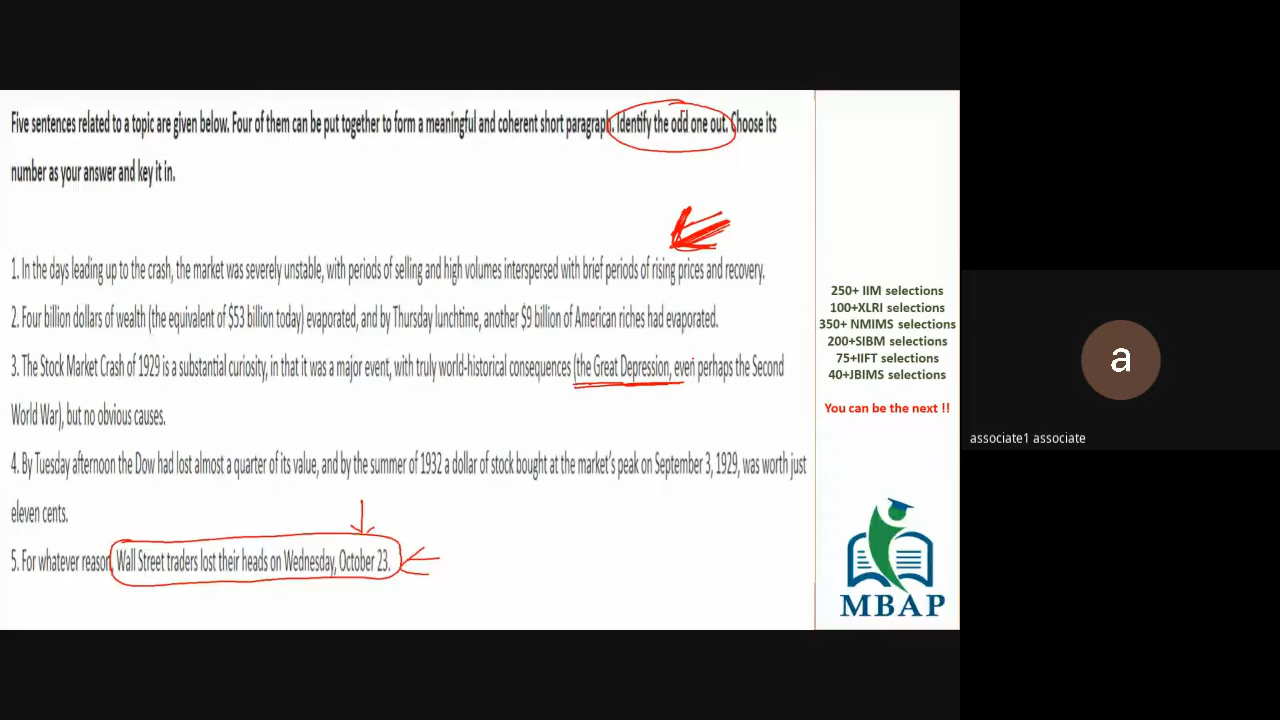 Five sentences related to a topic are given below. Four of them can be put together to form a meaningful and coherent short paragraph. Identify the odd one out. Choose its
number as your answer and key it in.
1. In the days leading up to the crash, the market was severely unstable, with periods of selling and high volumes interspersed with brief periods of rising prices and recovery.
2. Four billion dollars of wealth (the equivalent of $53 billion today) evaporated, and by Thursday lunchtime, another $9 billion of American riches had evaporated.
3. The Stock Market Crash of 1929 is a substantial curiosity, in that it was a major event, with truly world-historical consequences (the Great Depression, even perhaps the Second
World War), but no obvious causes.
4. By Tuesday afternoon the Dow had lost almost a quarter of its value, and by the summer of 1932 a dollar of stock bought at the market's peak on September 3, 1929, was worth just
eleven cents.
5. For whatever reason, Wall Street traders lost their heads on Wednesday, October 23.
250+ IIM selections
100+XLRI selections
350+ NMIMS selections
200+SIBM selections
75+IIFT selections
40+JBIMS selections
You can be the next !!
MBAP
a
associate1 associate